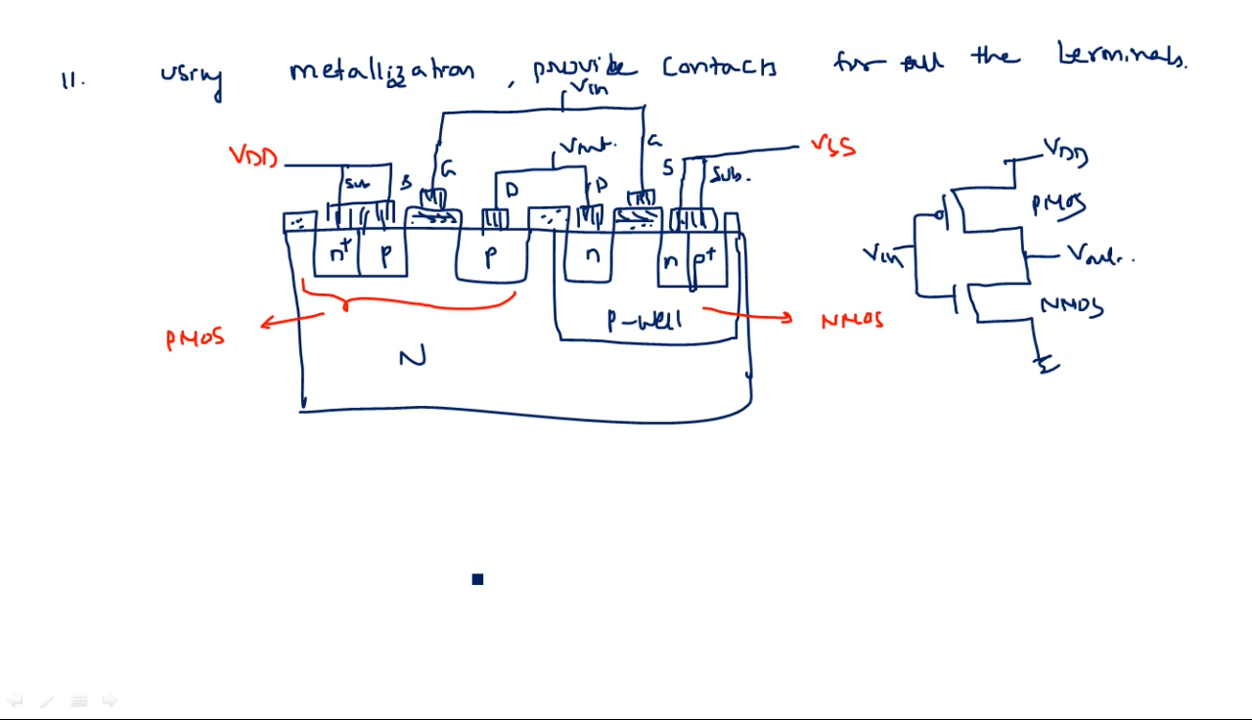 11. using metallization, provide contacts for all the terminals.
Vin
VDD
Vout.
VSS
Sub S G D D G S Sub.
n+ p p n n p+
PMOS
P-well
NMOS
N
VDD
PMOS
Vin
Vout.
NMOS